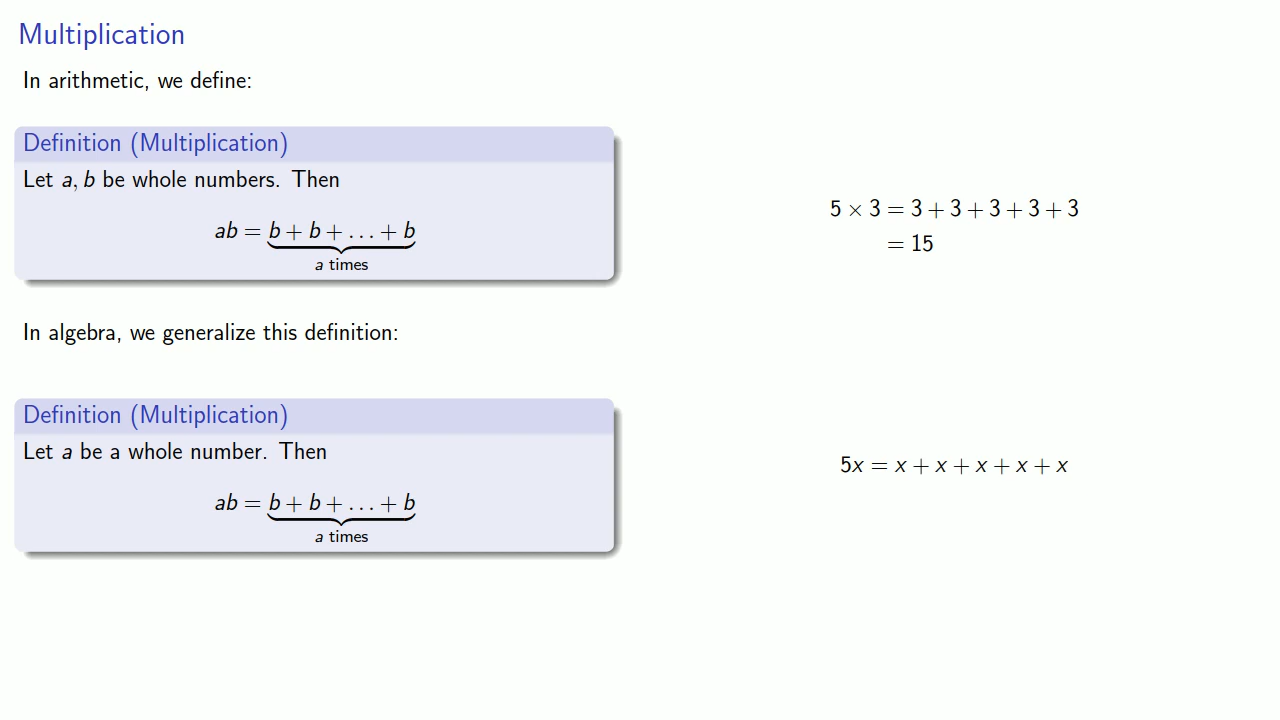 Multiplication
In arithmetic, we define:
Definition (Multiplication)
Let a, b be whole numbers. Then
ab = b + b + … + b
a times
5 × 3 = 3 + 3 + 3 + 3 + 3
= 15
In algebra, we generalize this definition:
Definition (Multiplication)
Let a be a whole number. Then
ab = b + b + … + b
a times
5x = x + x + x + x + x